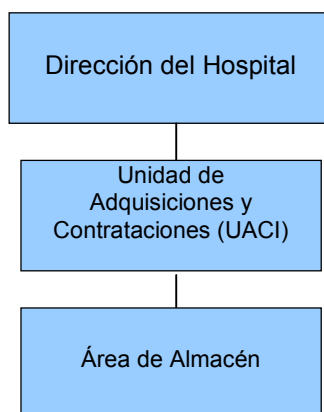 Dirección del Hospital
Unidad de
Adquisiciones y
Contrataciones (UACI)
Área de Almacén